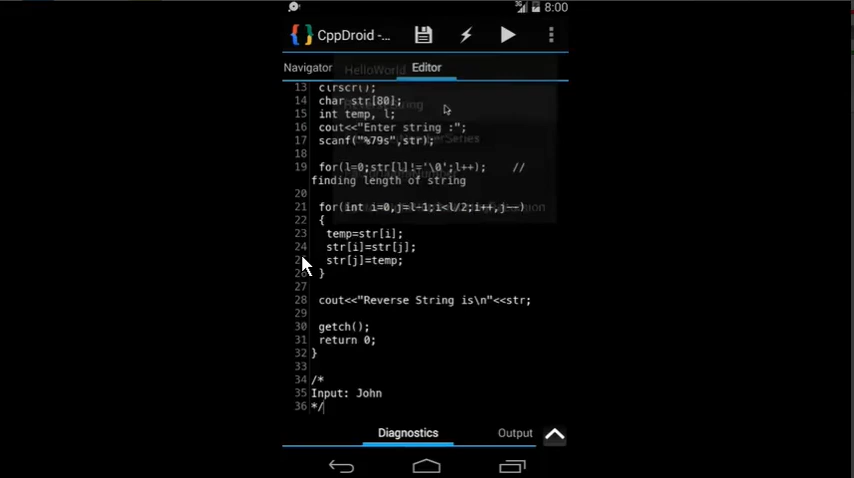 3G 8:00
CppDroid -...
Navigator Editor
HelloWorld
13 clrscr();
14 char str[80];
15 int temp, l;
16 cout<<"Enter string :";
17 scanf("%79s",str);
18
19 for(l=0;str[l]!='\0';l++); //
finding length of string
20
21 for(int i=0,j=l-1;i<l/2;i++,j--)
22 {
23 temp=str[i];
24 str[i]=str[j];
25 str[j]=temp;
26 }
27
28 cout<<"Reverse String is\n"<<str;
29
30 getch();
31 return 0;
32 }
33
34 /*
35 Input: John
36 */
Diagnostics Output